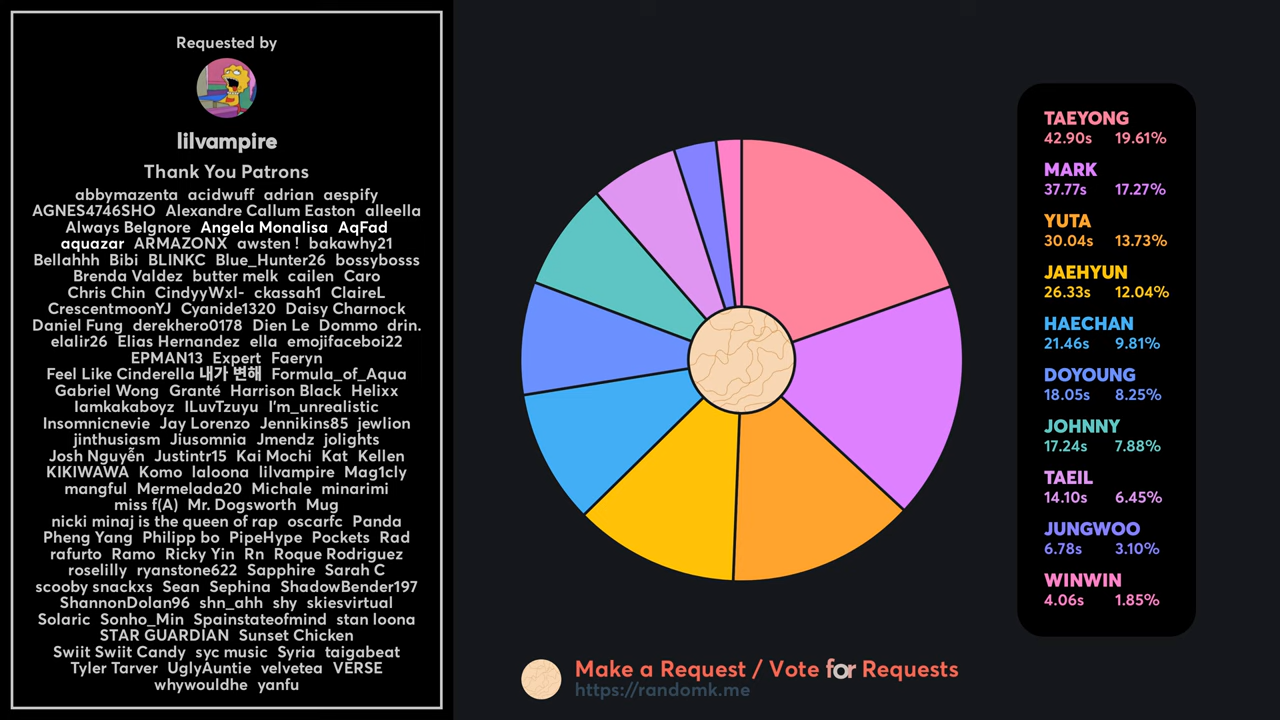 Requested by
lilvampire
Thank You Patrons
abbymazenta acidwuff adrian aespify
AGNES4746SHO Alexandre Callum Easton alleella
Always BeIgnore Angela Monalisa AqFad
aquazar ARMAZONX awsten ! bakawhy21
Bellahhh Bibi BLINKC Blue_Hunter26 bossybosss
Brenda Valdez butter melk cailen Caro
Chris Chin CindyyWxl- ckassah1 ClaireL
CrescentmoonYJ Cyanide1320 Daisy Charnock
Daniel Fung derekhero0178 Dien Le Dommo drin.
elalir26 Elias Hernandez ella emojifaceboi22
EPMAN13 Expert Faeryn
Feel Like Cinderella 내가 변해 Formula_of_Aqua
Gabriel Wong Granté Harrison Black Helixx
Iamkakaboyz ILuvTzuyu I'm_unrealistic
Insomnicnevie Jay Lorenzo Jennikins85 jewlion
jinthusiasm Jiusomnia Jmendz jolights
Josh Nguyễn Justintr15 Kai Mochi Kat Kellen
KIKIWAWA Komo laloona lilvampire Mag1cly
mangful Mermelada20 Michale minarimi
miss f(A) Mr. Dogsworth Mug
nicki minaj is the queen of rap oscarfc Panda
Pheng Yang Philipp bo PipeHype Pockets Rad
rafurto Ramo Ricky Yin Rn Roque Rodriguez
roselilly ryanstone622 Sapphire Sarah C
scooby snackxs Sean Sephina ShadowBender197
ShannonDolan96 shn_ahh shy skiesvirtual
Solaric Sonho_Min Spainstateofmind stan loona
STAR GUARDIAN Sunset Chicken
Swiit Swiit Candy syc music Syria taigabeat
Tyler Tarver UglyAuntie velvetea VERSE
whywouldhe yanfu
TAEYONG
42.90s 19.61%
MARK
37.77s 17.27%
YUTA
30.04s 13.73%
JAEHYUN
26.33s 12.04%
HAECHAN
21.46s 9.81%
DOYOUNG
18.05s 8.25%
JOHNNY
17.24s 7.88%
TAEIL
14.10s 6.45%
JUNGWOO
6.78s 3.10%
WINWIN
4.06s 1.85%
Make a Request / Vote for Requests
https://randomk.me